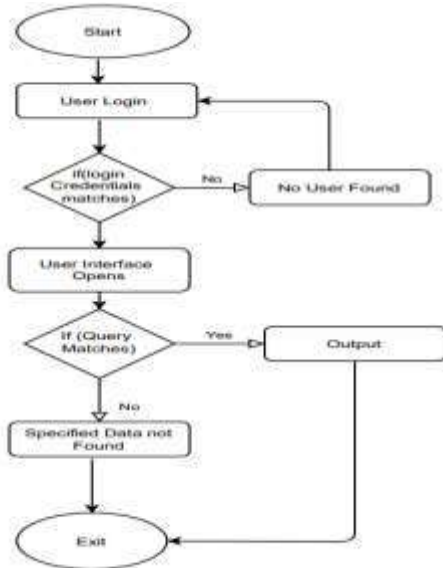 Start
User Login
If(login
Credentials
matches)
No
No User Found
User Interface
Opens
If (Query
Matches)
Yes
Output
No
Specified Data not
Found
Exit